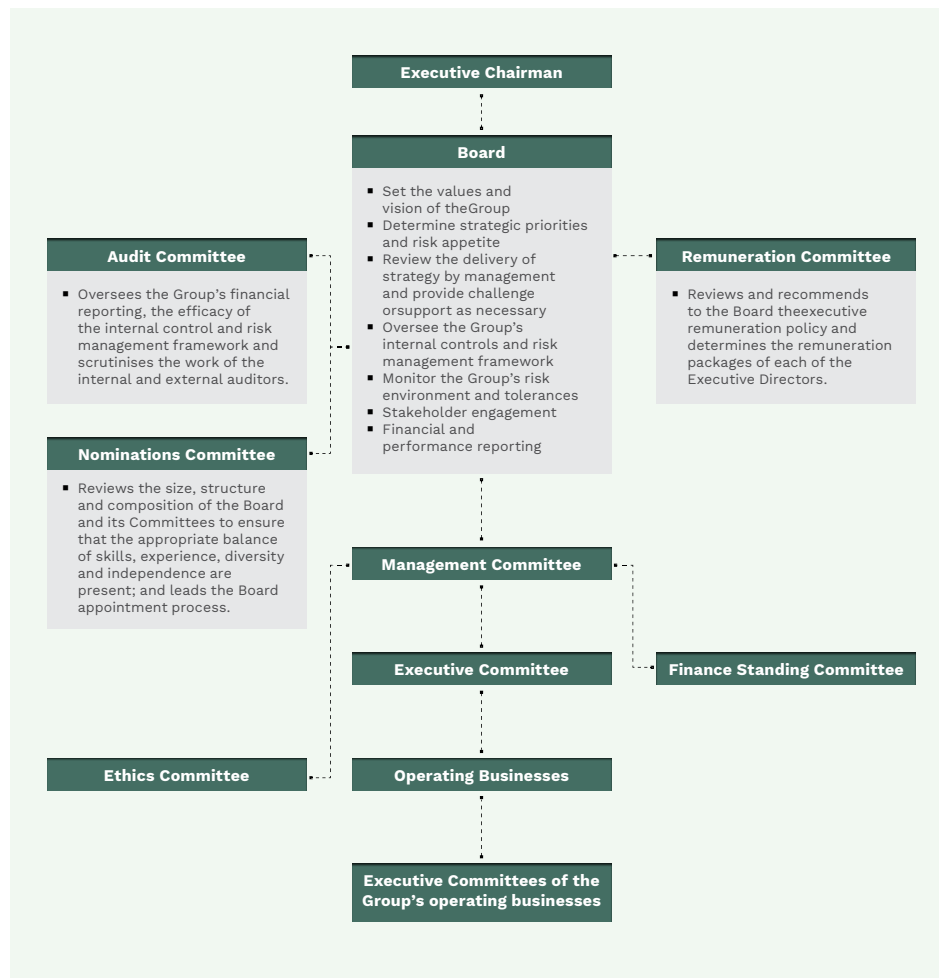 Executive Chairman
Board
■ Set the values and
vision of theGroup
■ Determine strategic priorities
and risk appetite
■ Review the delivery of
strategy by management
and provide challenge
orsupport as necessary
■ Oversee the Group’s
internal controls and risk
management framework
■ Monitor the Group’s risk
environment and tolerances
■ Stakeholder engagement
■ Financial and
performance reporting
Audit Committee
■ Oversees the Group’s financial
reporting, the efficacy of
the internal control and risk
management framework and
scrutinises the work of the
internal and external auditors.
Remuneration Committee
■ Reviews and recommends
to the Board theexecutive
remuneration policy and
determines the remuneration
packages of each of the
Executive Directors.
Nominations Committee
■ Reviews the size, structure
and composition of the Board
and its Committees to ensure
that the appropriate balance
of skills, experience, diversity
and independence are
present; and leads the Board
appointment process.
Management Committee
Executive Committee
Finance Standing Committee
Ethics Committee
Operating Businesses
Executive Committees of the
Group’s operating businesses